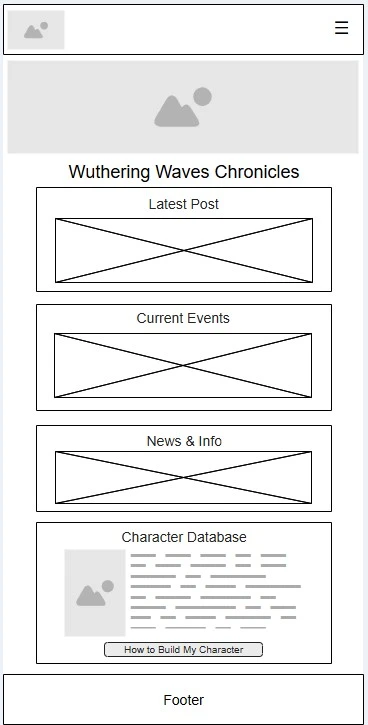 Wuthering Waves Chronicles
Latest Post
Current Events
News & Info
Character Database
How to Build My Character
Footer